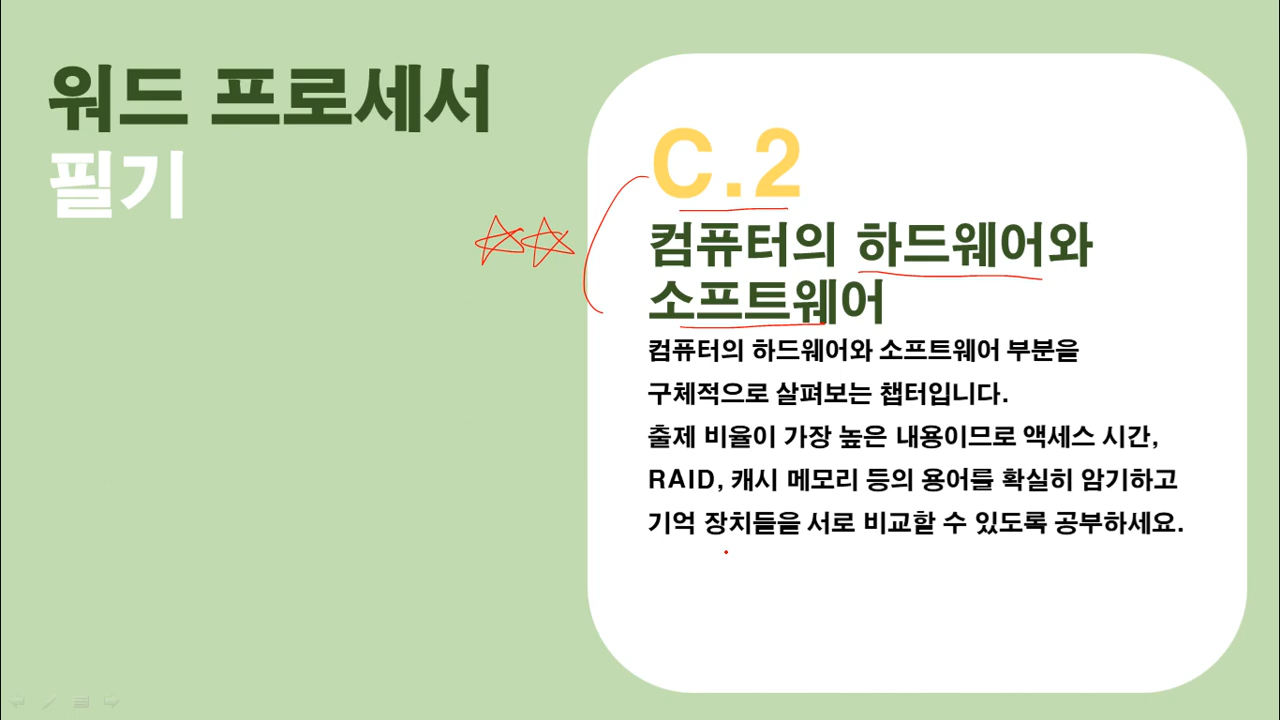 워드 프로세서
필기
C.2
컴퓨터의 하드웨어와
소프트웨어
컴퓨터의 하드웨어와 소프트웨어 부분을
구체적으로 살펴보는 챕터입니다.
출제 비율이 가장 높은 내용이므로 액세스 시간,
RAID, 캐시 메모리 등의 용어를 확실히 암기하고
기억 장치들을 서로 비교할 수 있도록 공부하세요.